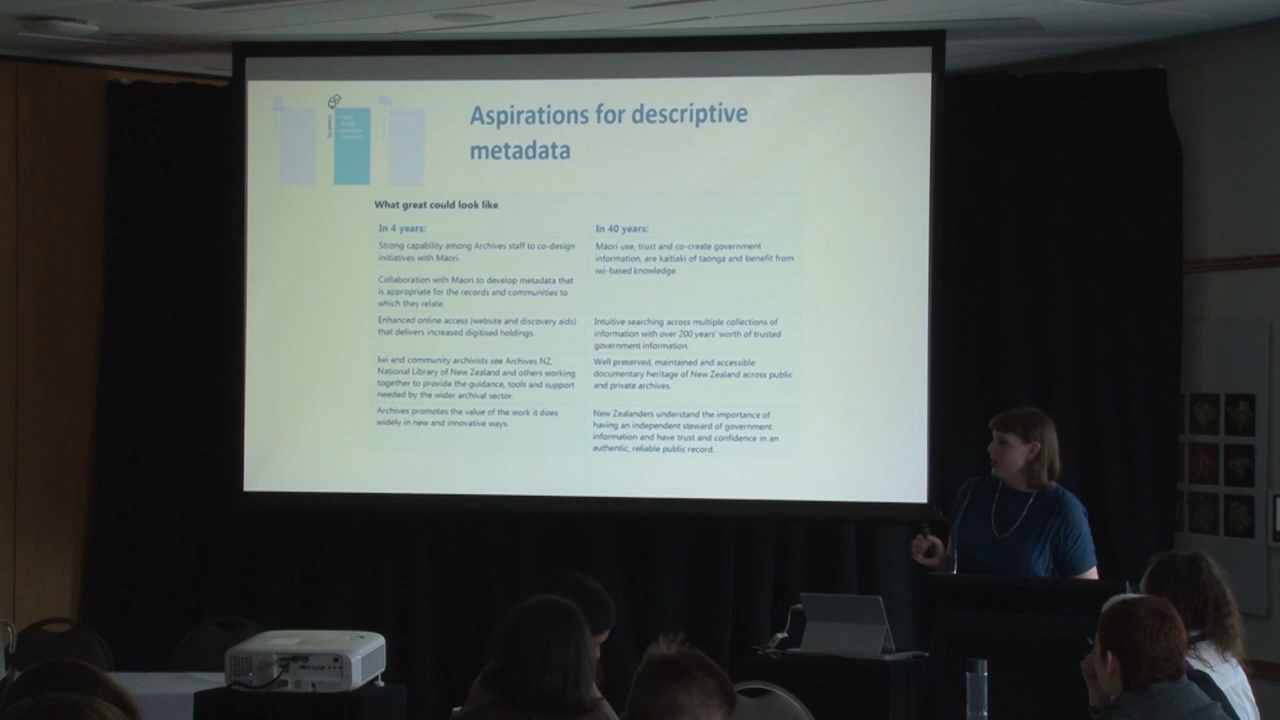 Aspirations for descriptive
metadata
What great could look like
In 4 years:
Strong capability among Archives staff to co-design
initiatives with Māori.
Collaboration with Māori to develop metadata that
is appropriate for the records and communities to
which they relate.
Enhanced online access (website and discovery aids)
that delivers increased digitised holdings.
Iwi and community archivists see Archives NZ,
National Library of New Zealand and others working
together to provide the guidance, tools and support
needed by the wider archival sector.
Archives promotes the value of the work it does
widely in new and innovative ways.
In 40 years:
Māori use, trust and co-create government
information, are kaitiaki of taonga and benefit from
iwi-based knowledge.
Intuitive searching across multiple collections of
information with over 200 years' worth of trusted
government information.
Well preserved, maintained and accessible
documentary heritage of New Zealand across public
and private archives.
New Zealanders understand the importance of
having an independent steward of government
information and have trust and confidence in an
authentic, reliable public record.